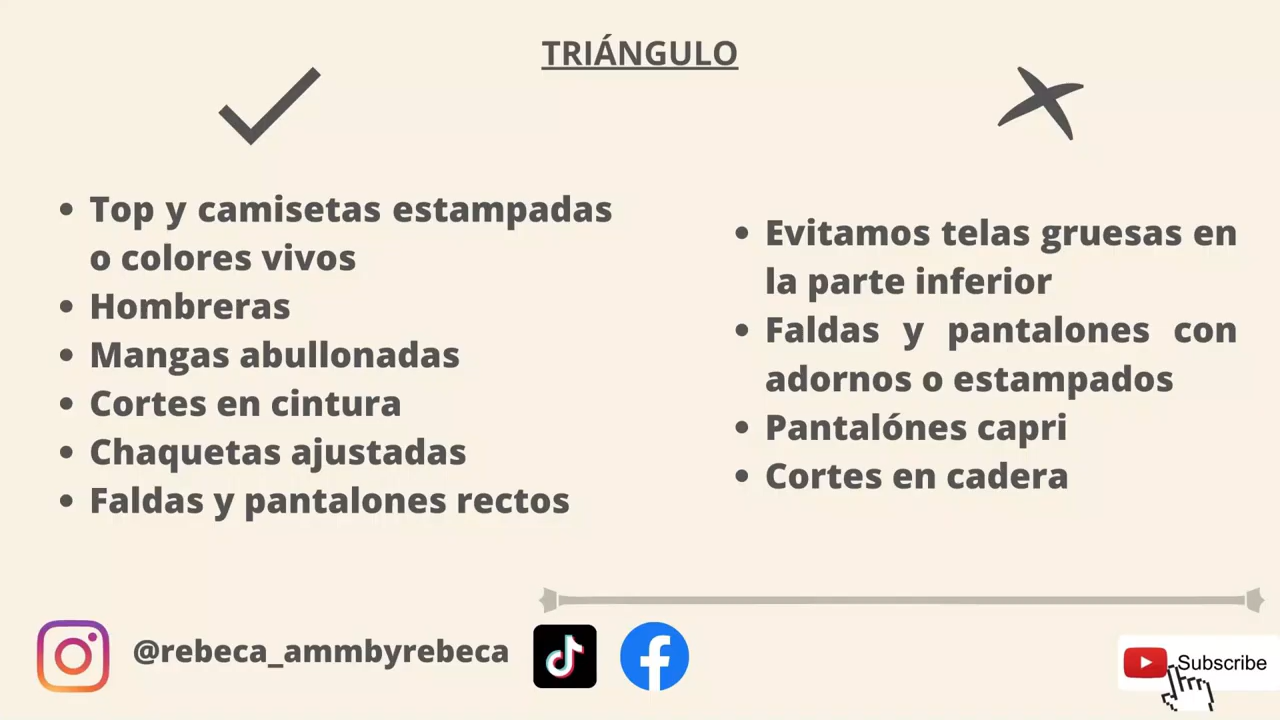 TRIÁNGULO
• Top y camisetas estampadas
o colores vivos
• Hombreras
• Mangas abullonadas
• Cortes en cintura
• Chaquetas ajustadas
• Faldas y pantalones rectos
• Evitamos telas gruesas en
la parte inferior
• Faldas y pantalones con
adornos o estampados
• Pantalónes capri
• Cortes en cadera
@rebeca_ammbyrebeca
Subscribe